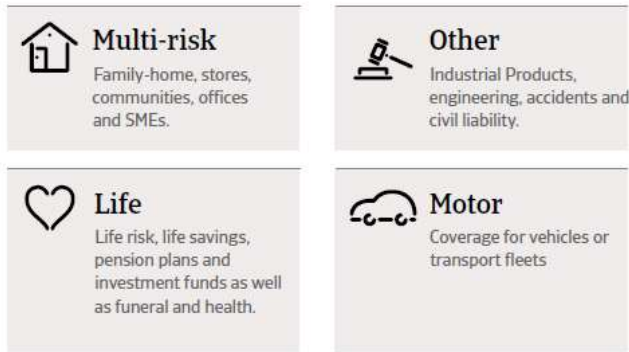 Multi-risk
Family-home, stores,
communities, offices
and SMEs.
Other
Industrial Products,
engineering, accidents and
civil liability.
Life
Life risk, life savings,
pension plans and
investment funds as well
as funeral and health.
Motor
Coverage for vehicles or
transport fleets